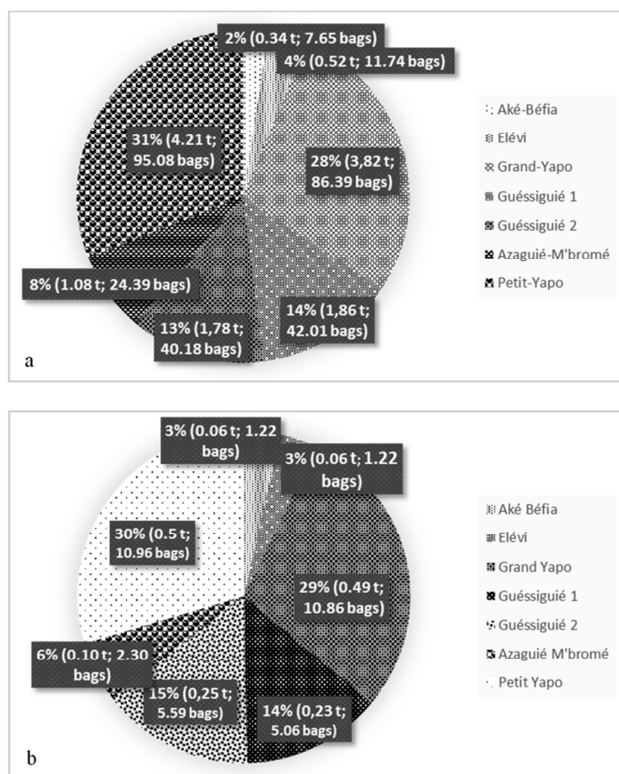 2% (0.34 t; 7.65 bags)
4% (0.52 t; 11.74 bags)
31% (4.21 t;
95.08 bags)
28% (3,82 t;
86.39 bags)
8% (1.08 t; 24.39 bags)
13% (1,78 t;
40.18 bags)
14% (1,86 t;
42.01 bags)
Aké-Béfia
Elévi
Grand-Yapo
Guéssiguié 1
Guéssiguié 2
Azaguié-M'bromé
Petit-Yapo
a
3% (0.06 t; 1.22
bags)
3% (0.06 t; 1.22
bags)
30% (0.5 t;
10.96 bags)
29% (0.49 t;
10.86 bags)
6% (0.10 t; 2.30
bags)
15% (0,25 t;
5.59 bags)
14% (0,23 t;
5.06 bags)
Aké Béfia
Elévi
Grand Yapo
Guéssiguié 1
Guéssiguié 2
Azaguié M'bromé
Petit Yapo
b